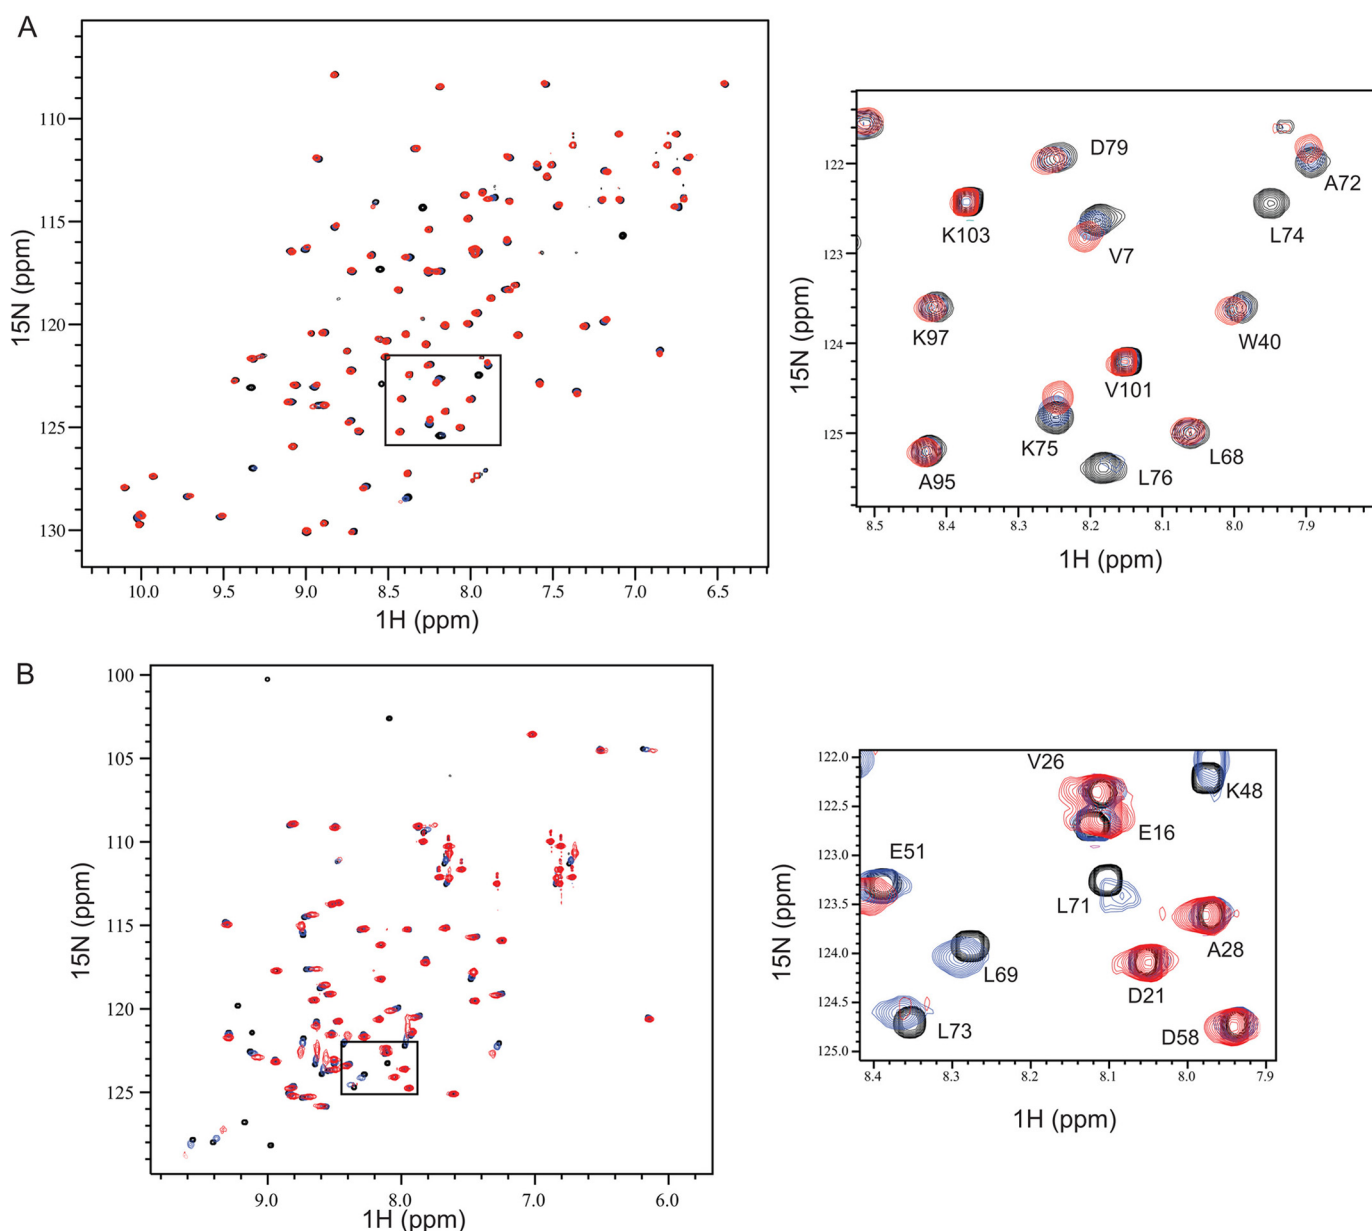 A
110
120
130
15N (ppm)
10.0 9.0 8.5 8.0 7.5 7.0 6.5
1H (ppm)
122
123
124
125
15N (ppm)
D79
A72
K103
V7
L74
K97
W40
V101
K75
L68
A95
L76
8.5 8.4 8.3 8.2 8.1 8.0 7.9
1H (ppm)
B
100
105
110
115
120
125
15N (ppm)
9.0 8.0 7.0 6.0
1H (ppm)
122.0
122.5
123.0
123.5
124.0
124.5
125.0
15N (ppm)
V26
K48
E16
E51
L71
A28
L69
D21
L73
D58
8.4 8.3 8.2 8.1 8.0 7.9
1H (ppm)